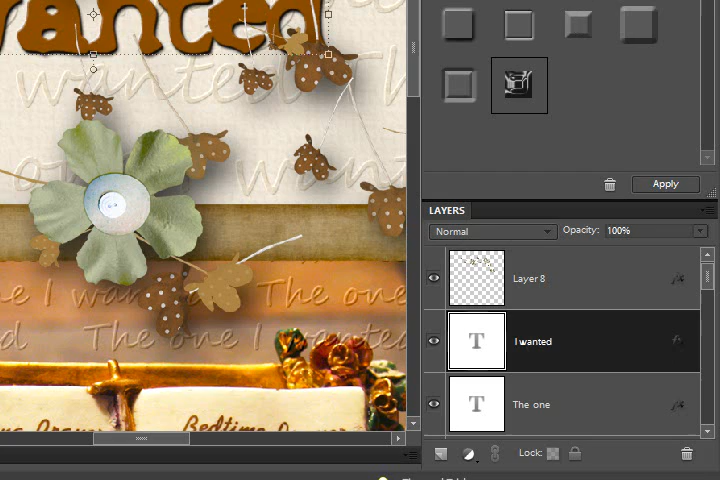 wanted
wanted The
one I wanted
e I wanted The one
d The one I wanted
Bedtime
Apply
LAYERS
Normal Opacity: 100%
Layer 8
T I wanted
T The one
Lock: